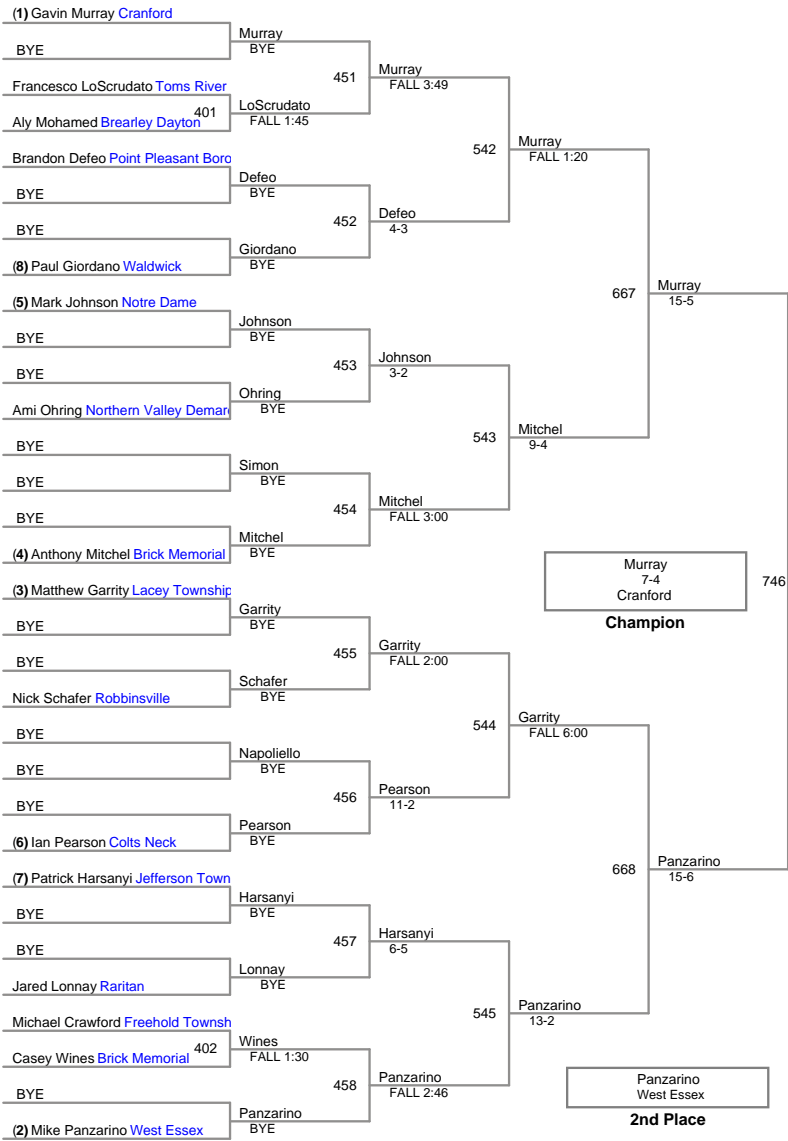 (1) Gavin Murray Cranford
BYE
Francesco LoScrudato Toms River
401
Aly Mohamed Brearley Dayton
Brandon Defeo Point Pleasant Boro
BYE
BYE
(8) Paul Giordano Waldwick
(5) Mark Johnson Notre Dame
BYE
BYE
Ami Ohring Northern Valley Demar
BYE
BYE
BYE
(4) Anthony Mitchel Brick Memorial
(3) Matthew Garrity Lacey Township
BYE
BYE
Nick Schafer Robbinsville
BYE
BYE
BYE
(6) Ian Pearson Colts Neck
(7) Patrick Harsanyi Jefferson Town
BYE
BYE
Jared Lonnay Raritan
Michael Crawford Freehold Townsh
402
Casey Wines Brick Memorial
BYE
(2) Mike Panzarino West Essex
Murray
BYE
451
LoScrudato
FALL 1:45
Defeo
BYE
452
Giordano
BYE
Johnson
BYE
453
Ohring
BYE
Simon
BYE
454
Mitchel
BYE
Garrity
BYE
455
Schafer
BYE
Napoliello
BYE
456
Pearson
BYE
Harsanyi
BYE
457
Lonnay
BYE
Wines
FALL 1:30
458
Panzarino
BYE
Murray
FALL 3:49
542
Defeo
4-3
Johnson
3-2
543
Mitchel
FALL 3:00
Garrity
FALL 2:00
544
Pearson
11-2
Harsanyi
6-5
545
Panzarino
FALL 2:46
Murray
FALL 1:20
667
Mitchel
9-4
Garrity
FALL 6:00
668
Panzarino
13-2
Murray
15-5
746
Panzarino
15-6
Murray
7-4
Cranford
Champion
Panzarino
West Essex
2nd Place